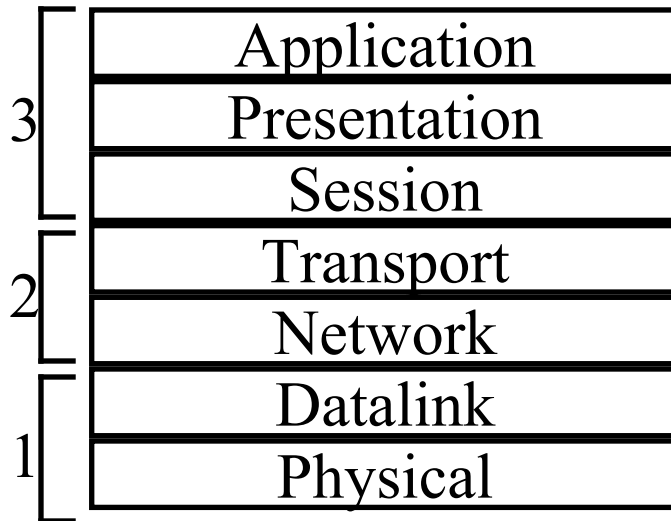 Application
3 Presentation
Session
Transport
2
Network
Datalink
1
Physical